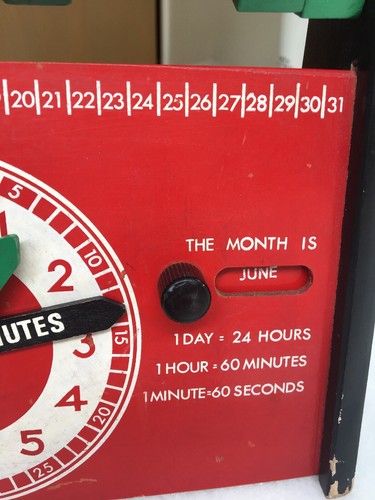 20 21 22 23 24 25 26 27 28 29 30 31
5
THE MONTH IS
10
2
JUNE
MINUTES
15
3
1 DAY = 24 HOURS
1 HOUR = 60 MINUTES
1 MINUTE=60 SECONDS
4
20
5
25